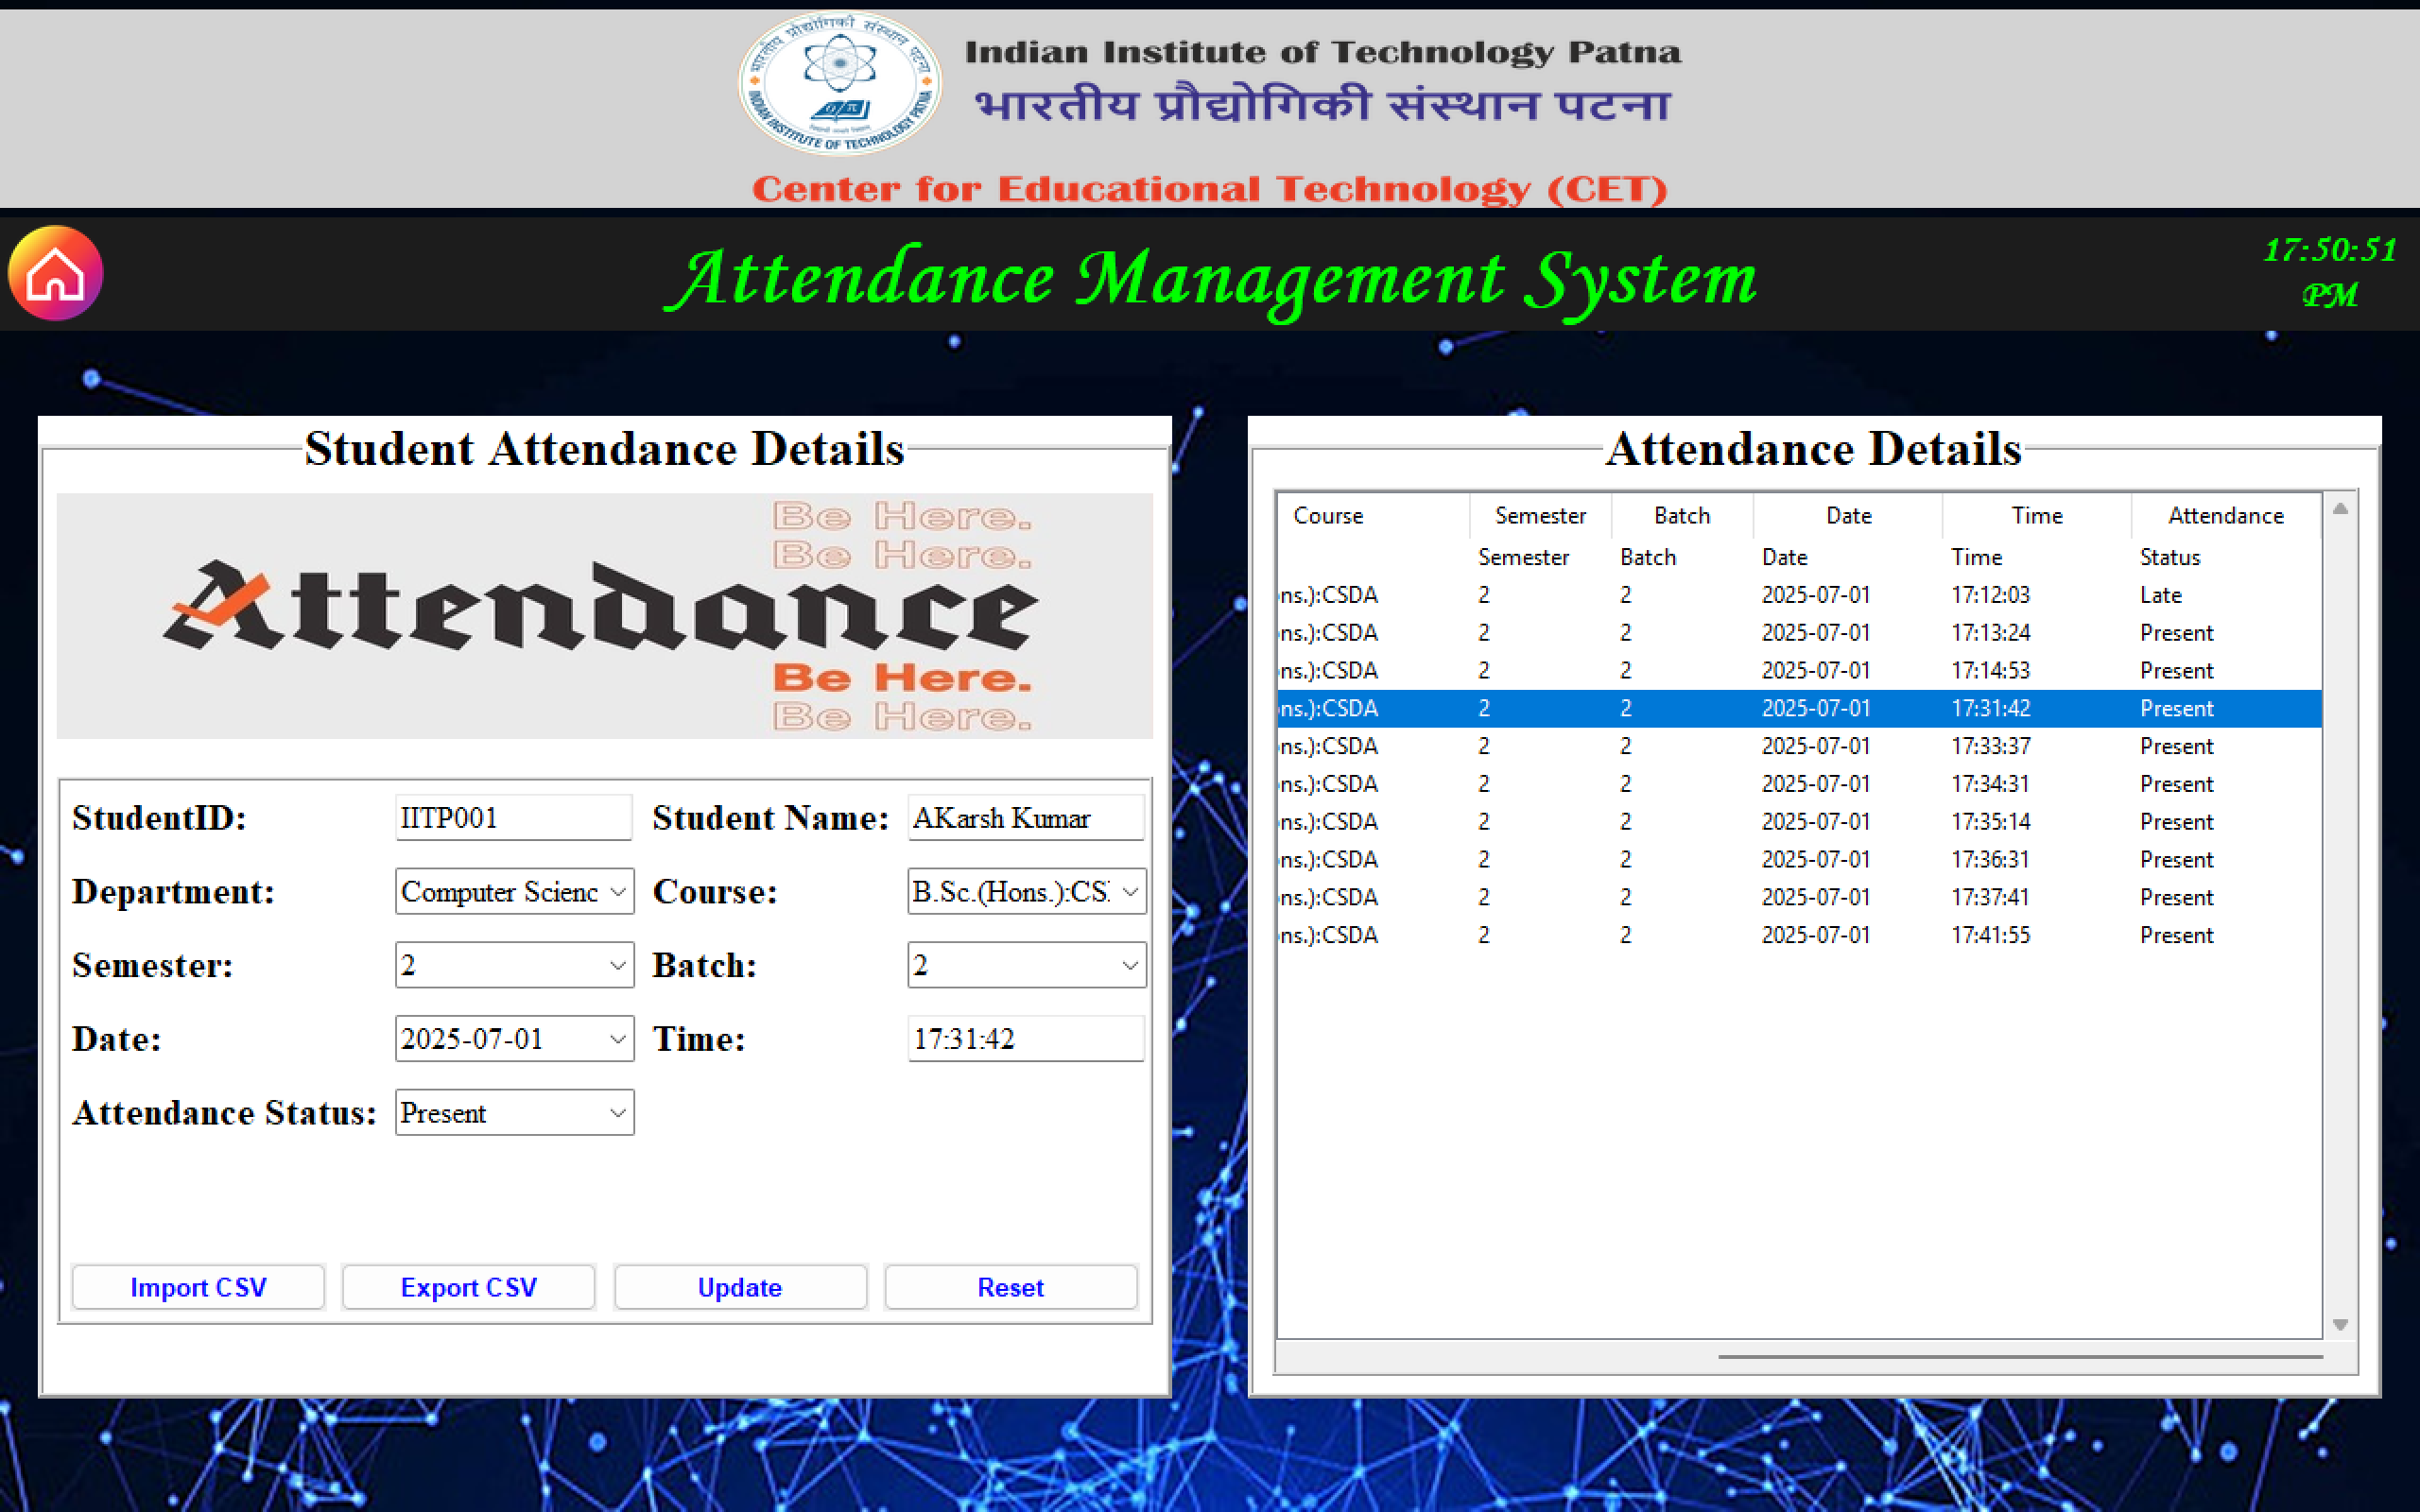 भारतीय प्रौद्योगिकी संस्थान पटना
INDIAN INSTITUTE OF TECHNOLOGY PATNA
Indian Institute of Technology Patna
भारतीय प्रौद्योगिकी संस्थान पटना
Center for Educational Technology (CET)
Attendance Management System
17:50:51
PM
Student Attendance Details
Be Here.
Be Here.
Attendance
Be Here.
Be Here.
StudentID: IITP001 Student Name: AKarsh Kumar
Department: Computer Scienc Course: B.Sc.(Hons.):CS
Semester: 2 Batch: 2
Date: 2025-07-01 Time: 17:31:42
Attendance Status: Present
Import CSV Export CSV Update Reset
Attendance Details
Course Semester Batch Date Time Attendance
Semester Batch Date Time Status
ns.):CSDA 2 2 2025-07-01 17:12:03 Late
ns.):CSDA 2 2 2025-07-01 17:13:24 Present
ns.):CSDA 2 2 2025-07-01 17:14:53 Present
ns.):CSDA 2 2 2025-07-01 17:31:42 Present
ns.):CSDA 2 2 2025-07-01 17:33:37 Present
ns.):CSDA 2 2 2025-07-01 17:34:31 Present
ns.):CSDA 2 2 2025-07-01 17:35:14 Present
ns.):CSDA 2 2 2025-07-01 17:36:31 Present
ns.):CSDA 2 2 2025-07-01 17:37:41 Present
ns.):CSDA 2 2 2025-07-01 17:41:55 Present